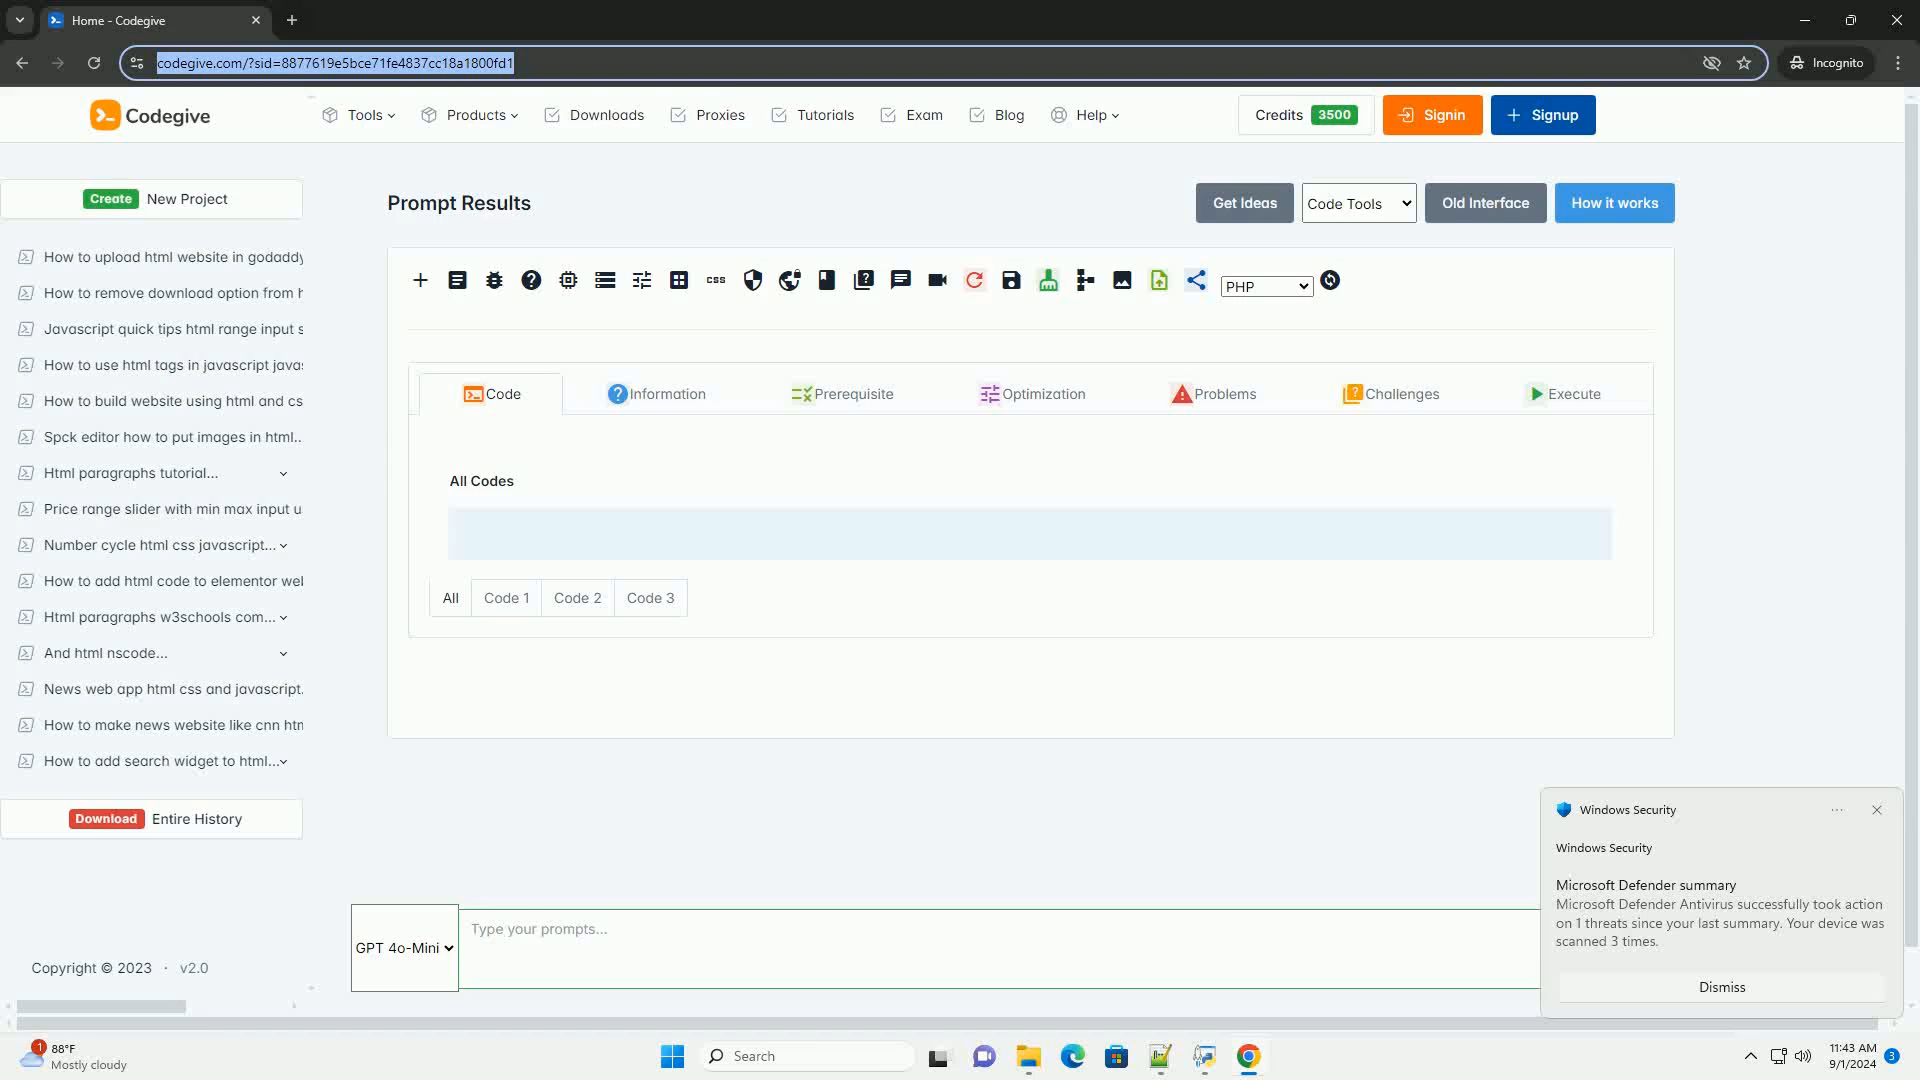 Home - Codegive
codegive.com/?sid=8877619e5bce71fe4837cc18a1800fd1
Incognito
Codegive
Tools
Products
Downloads
Proxies
Tutorials
Exam
Blog
Help
Credits 3500
Signin
Signup
Create New Project
How to upload html website in godaddy
How to remove download option from h
Javascript quick tips html range input s
How to use html tags in javascript java
How to build website using html and cs
Spck editor how to put images in html...
Html paragraphs tutorial...
Price range slider with min max input u
Number cycle html css javascript...
How to add html code to elementor wel
Html paragraphs w3schools com...
And html nscode...
News web app html css and javascript.
How to make news website like cnn htn
How to add search widget to html...
Download Entire History
Copyright © 2023 · v2.0
Prompt Results
Get Ideas
Code Tools
Old Interface
How it works
css
PHP
Code
Information
Prerequisite
Optimization
Problems
Challenges
Execute
All Codes
All
Code 1
Code 2
Code 3
GPT 4o-Mini
Type your prompts...
Windows Security
Windows Security
Microsoft Defender summary
Microsoft Defender Antivirus successfully took action
on 1 threats since your last summary. Your device was
scanned 3 times.
Dismiss
1
88°F
Mostly cloudy
Search
11:43 AM
9/1/2024
3